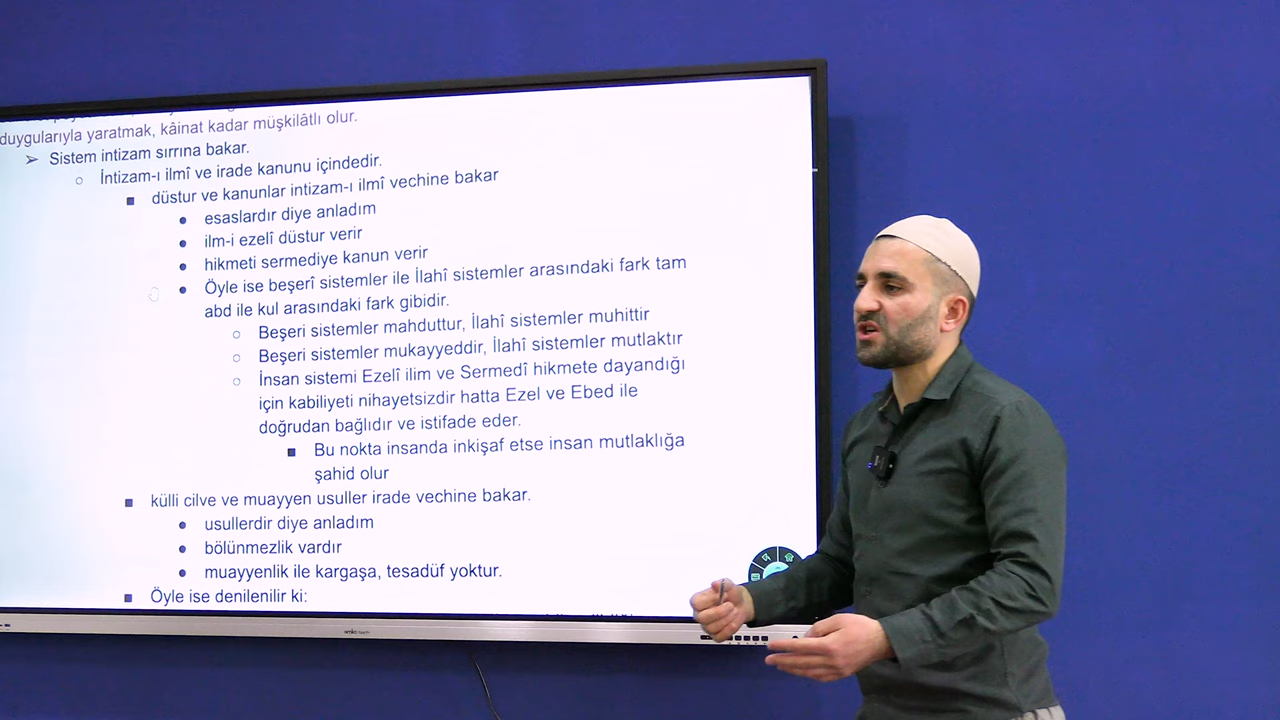 duygularıyla yaratmak, kâinat kadar müşkilâtlı olur.
➢ Sistem intizam sırrına bakar.
○ İntizam-ı ilmî ve irade kanunu içindedir.
■ düstur ve kanunlar intizam-ı ilmî vechine bakar
● esaslardır diye anladım
● ilm-i ezelî düstur verir
● hikmeti sermediye kanun verir
● Öyle ise beşerî sistemler ile İlahî sistemler arasındaki fark tam
abd ile kul arasındaki fark gibidir.
○ Beşeri sistemler mahduttur, İlahî sistemler muhittir
○ Beşeri sistemler mukayyeddir, İlahî sistemler mutlaktır
○ İnsan sistemi Ezelî ilim ve Sermedî hikmete dayandığı
için kabiliyeti nihayetsizdir hatta Ezel ve Ebed ile
doğrudan bağlıdır ve istifade eder.
■ Bu nokta insanda inkişaf etse insan mutlaklığa
şahid olur
■ külli cilve ve muayyen usuller irade vechine bakar.
● usullerdir diye anladım
● bölünmezlik vardır
● muayyenlik ile kargaşa, tesadüf yoktur.
■ Öyle ise denilenilir ki: